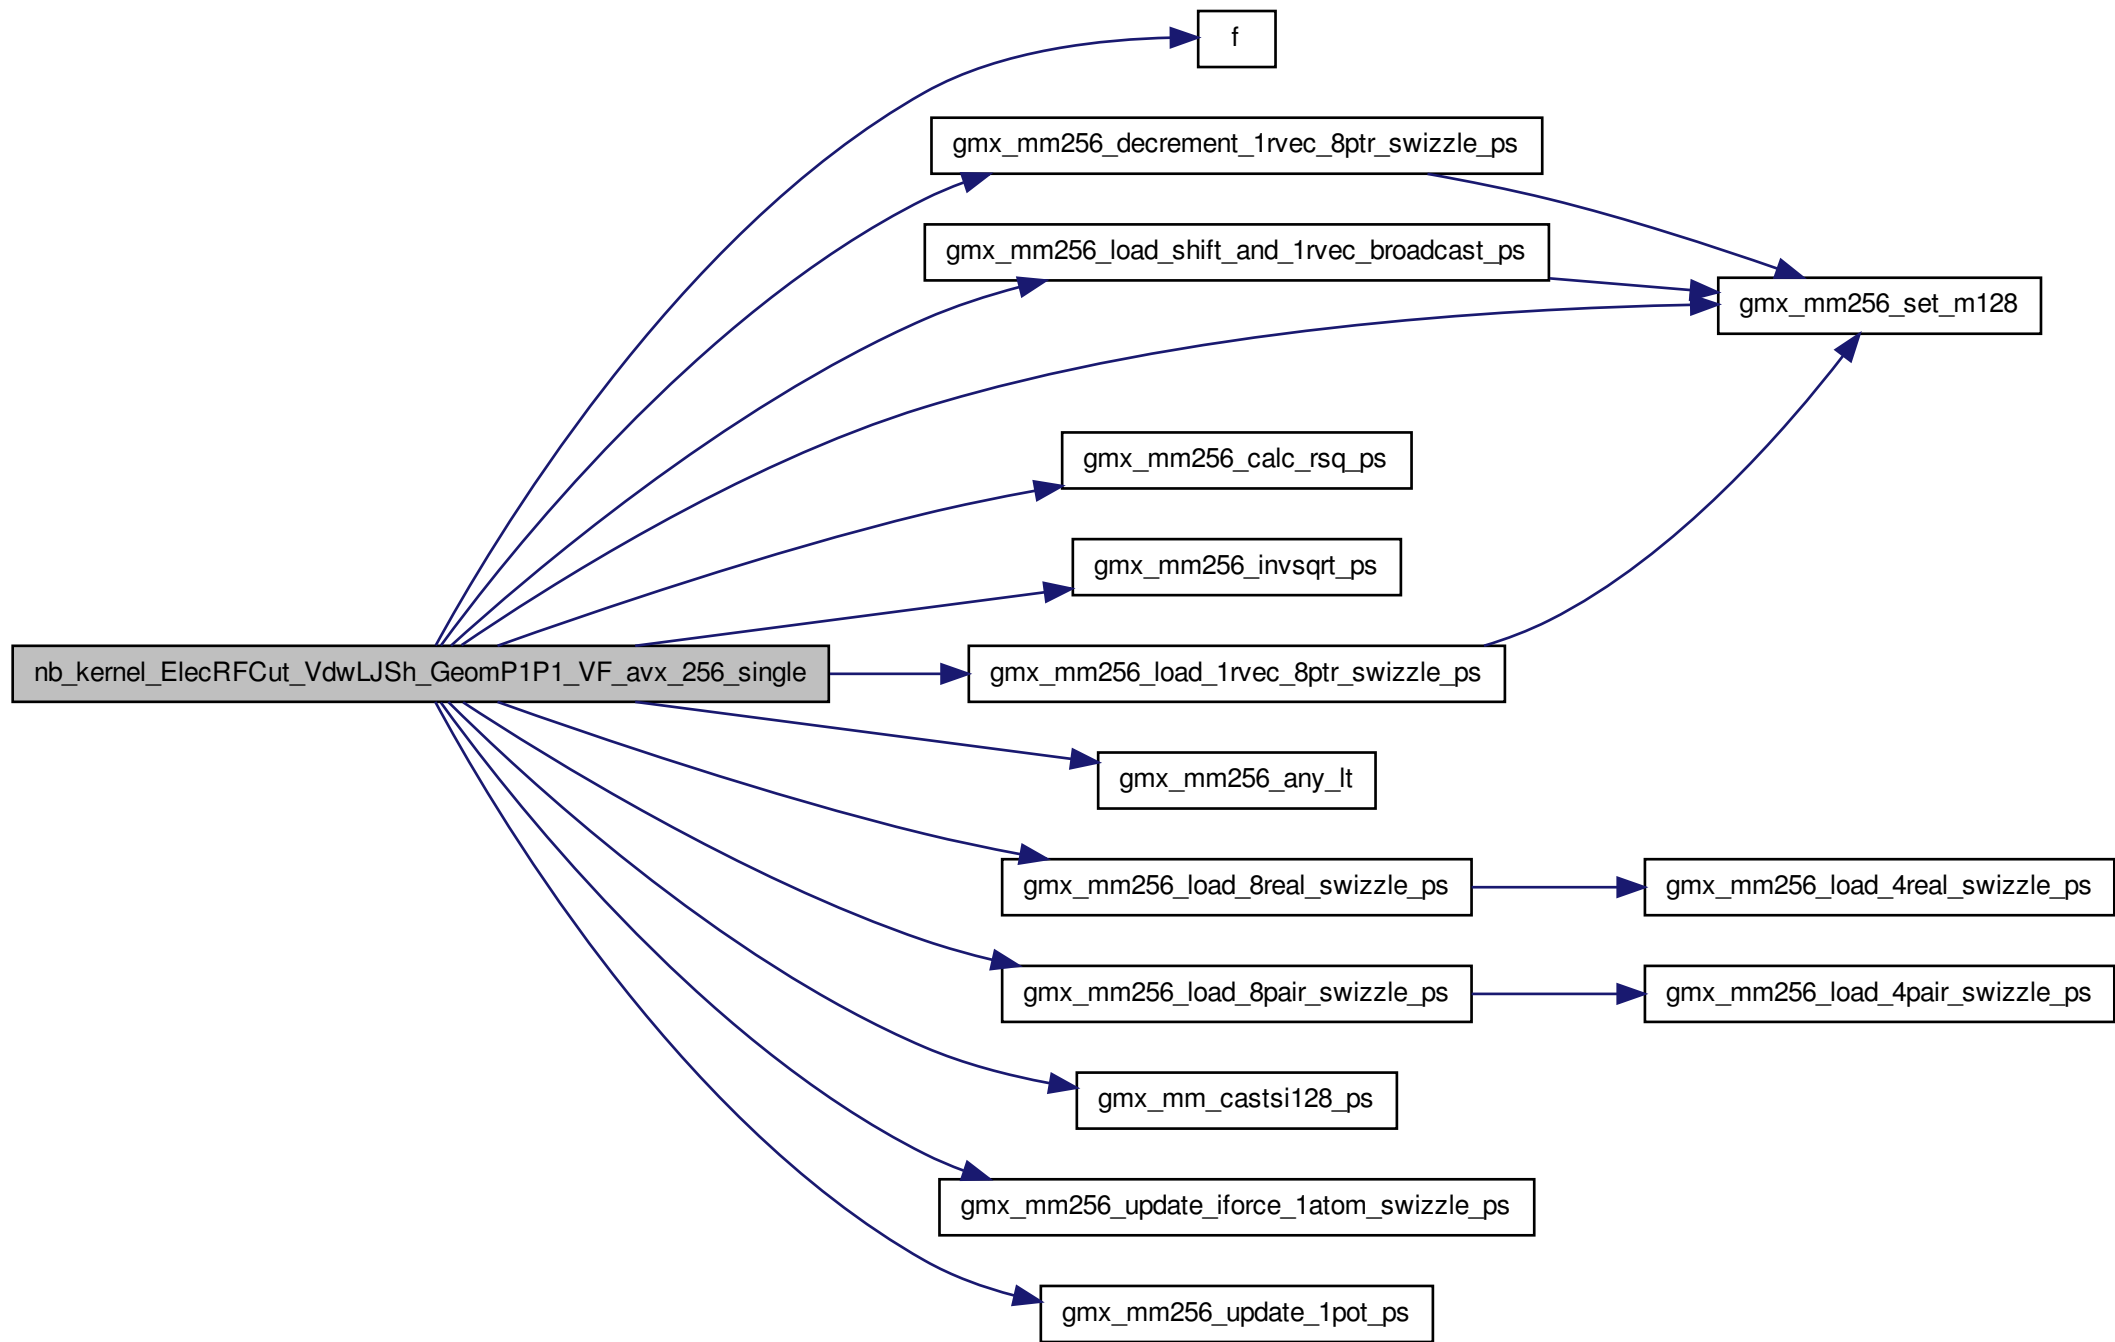 f
gmx_mm256_decrement_1rvec_8ptr_swizzle_ps
gmx_mm256_load_shift_and_1rvec_broadcast_ps
gmx_mm256_set_m128
gmx_mm256_calc_rsq_ps
gmx_mm256_invsqrt_ps
nb_kernel_ElecRFCut_VdwLJSh_GeomP1P1_VF_avx_256_single
gmx_mm256_load_1rvec_8ptr_swizzle_ps
gmx_mm256_any_lt
gmx_mm256_load_8real_swizzle_ps
gmx_mm256_load_4real_swizzle_ps
gmx_mm256_load_8pair_swizzle_ps
gmx_mm256_load_4pair_swizzle_ps
gmx_mm_castsi128_ps
gmx_mm256_update_iforce_1atom_swizzle_ps
gmx_mm256_update_1pot_ps